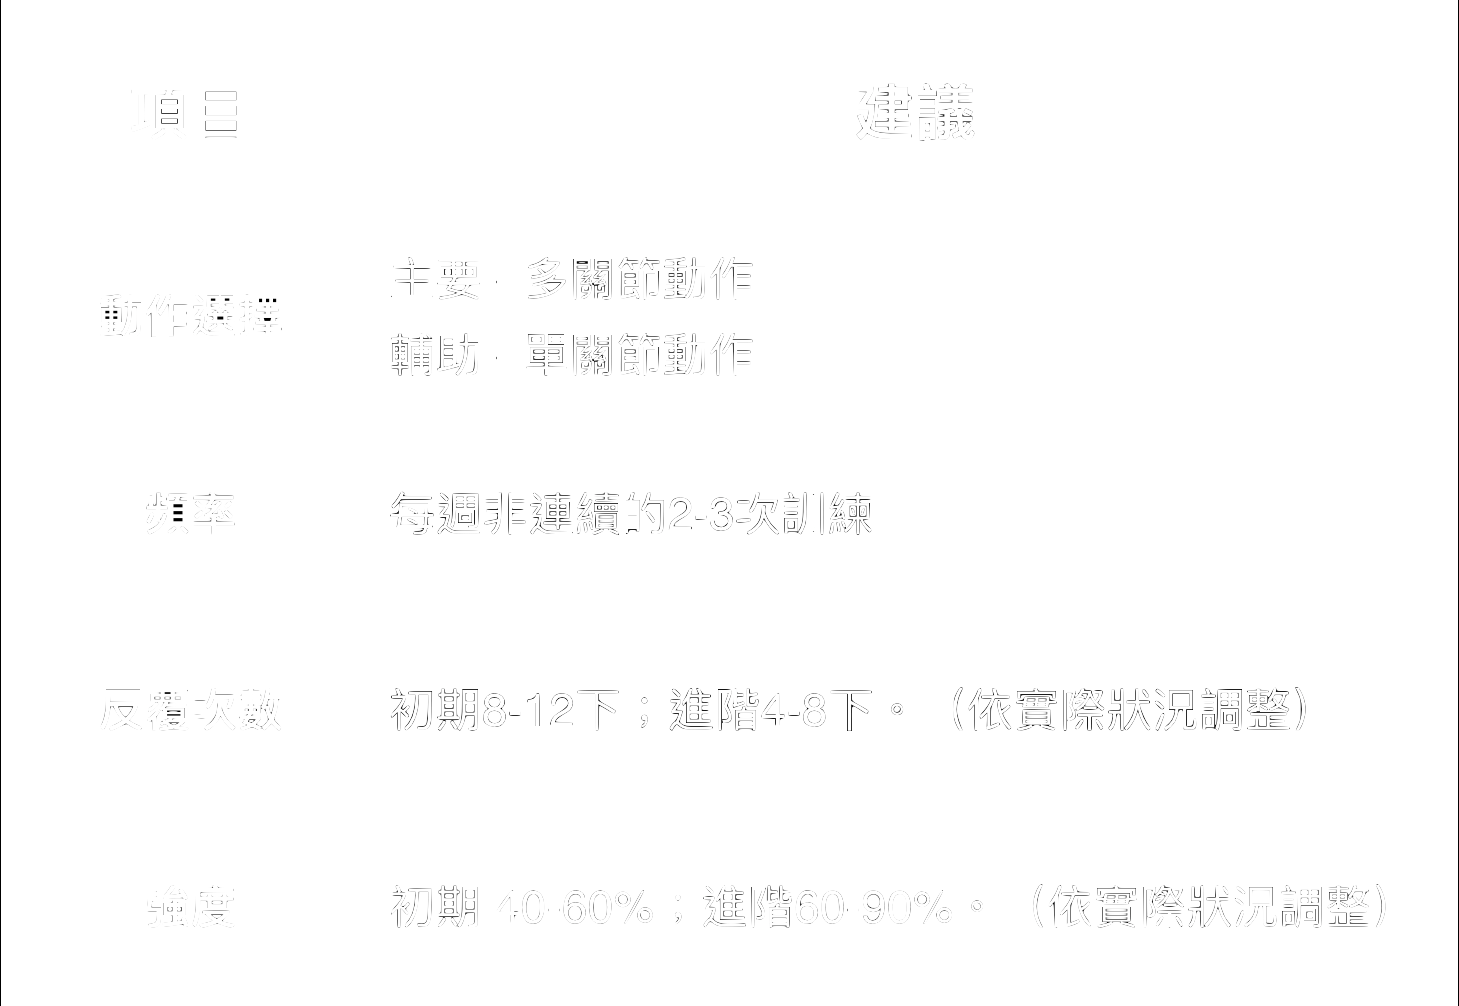 項目 建議
動作選擇
主要：多關節動作
輔助：單關節動作
頻率 每週非連續的2-3次訓練
反覆次數 初期8-12下；進階4-8下。（依實際狀況調整）
強度 初期 40-60%；進階60-90%。（依實際狀況調整）